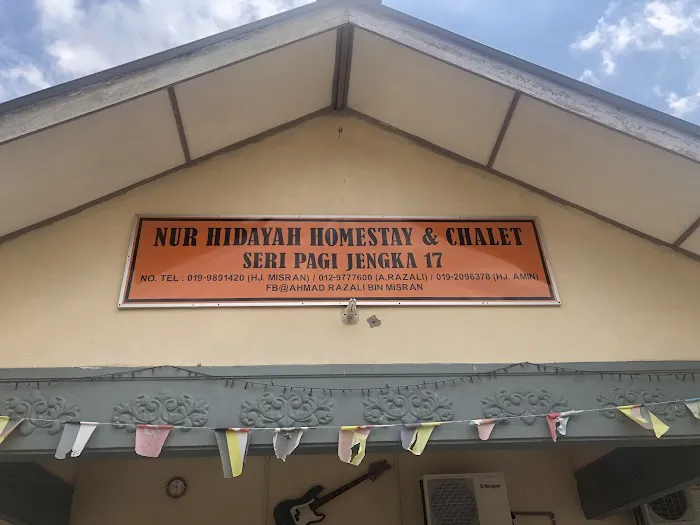 NUR HIDAYAH HOMESTAY & CHALET
SERI PAGI JENGKA 17
NO. TEL : 019-9891420 (HJ. MISRAN) / 012-9777600 (A.RAZALI) / 019-2096378 (HJ. AMIN)
FB@AHMAD RAZALI BIN MISRAN